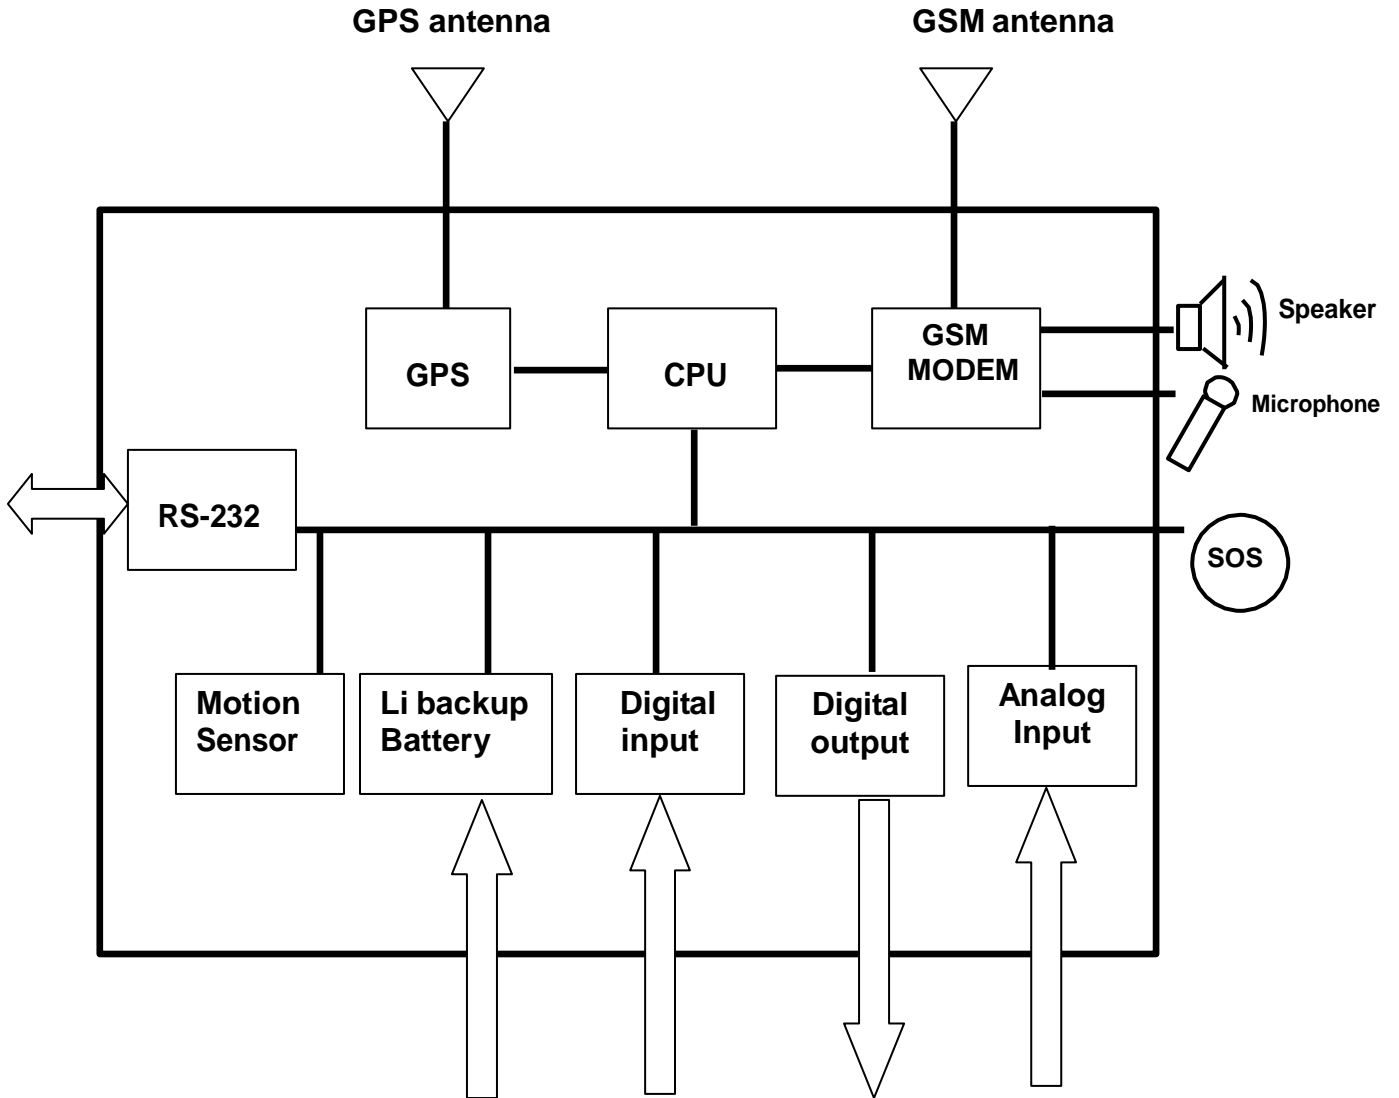 GPS antenna
GSM antenna
Speaker
GSM
MODEM
GPS
CPU
Microphone
RS-232
SOS
Motion
Sensor
Li backup
Battery
Digital
input
Digital
output
Analog
Input